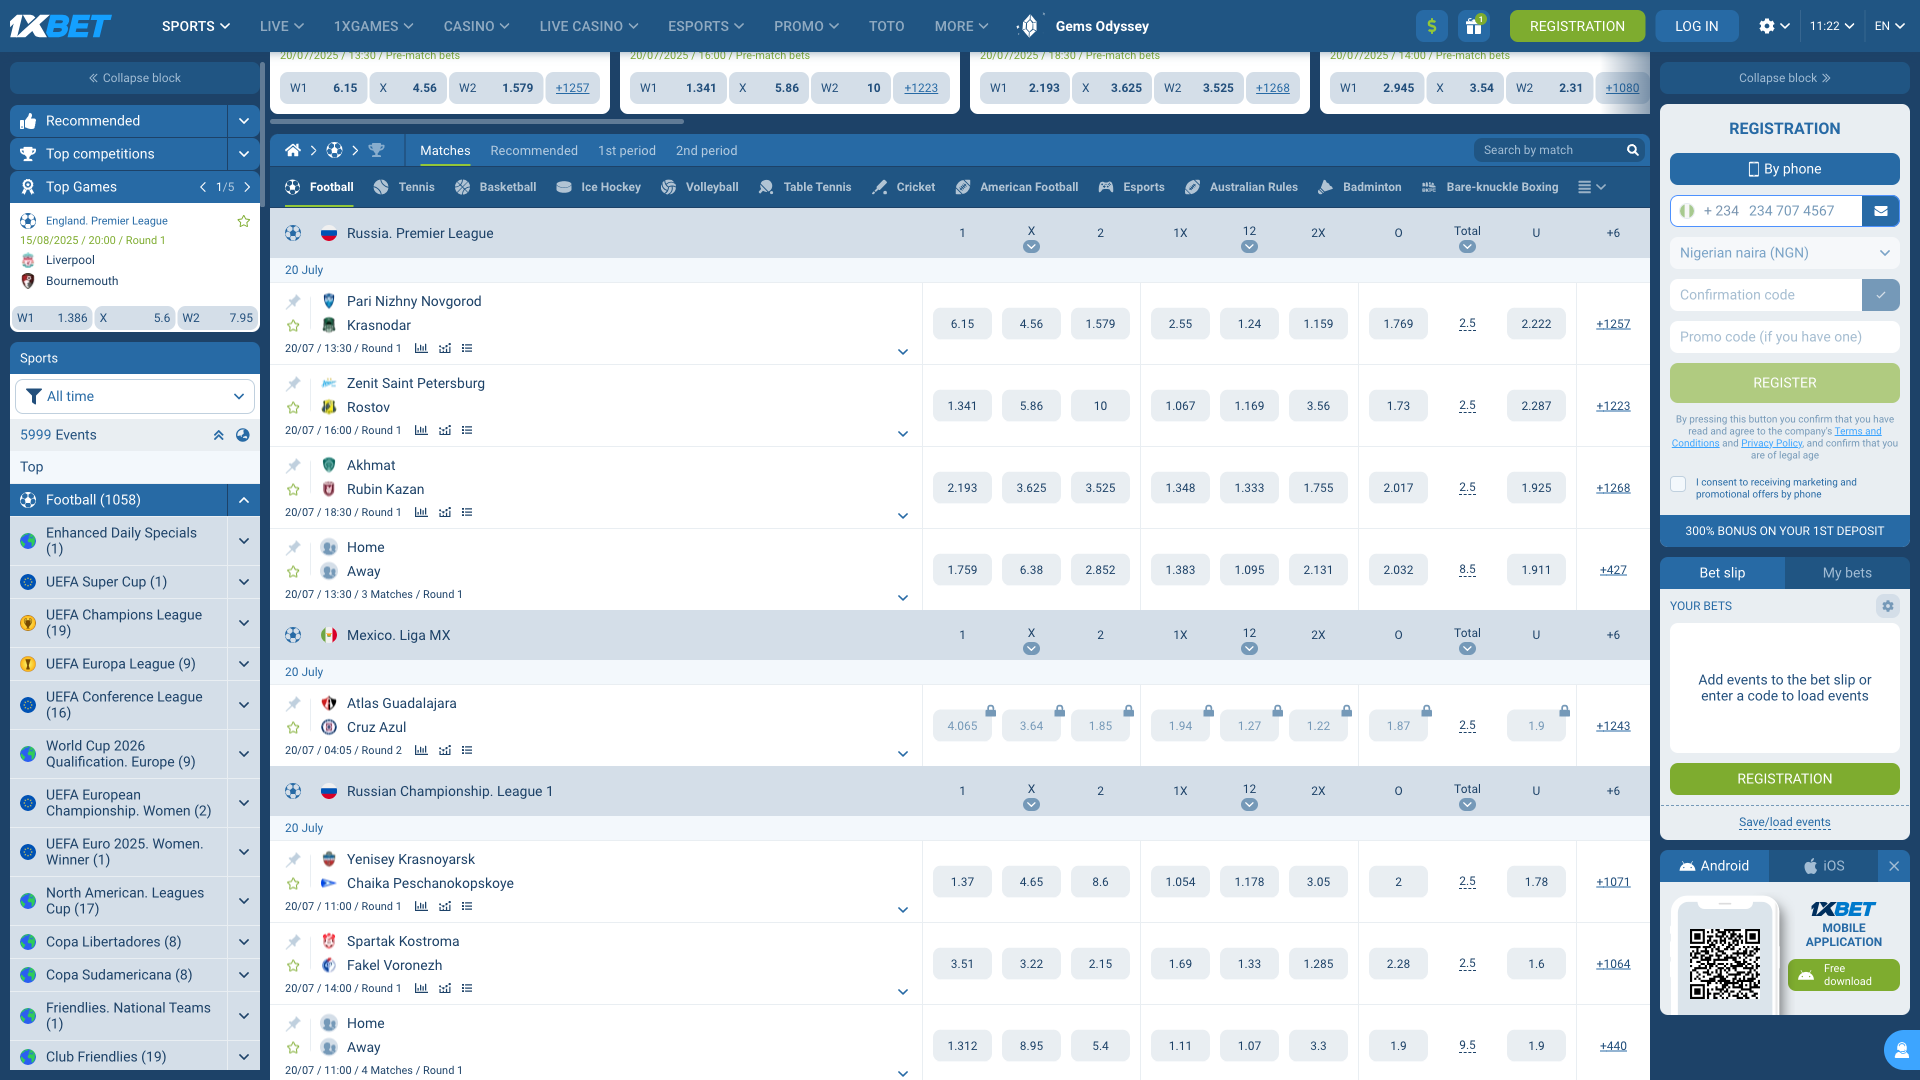 1XBET
SPORTS
LIVE
1XGAMES
CASINO
LIVE CASINO
ESPORTS
PROMO
TOTO
MORE
Gems Odyssey
$
1
REGISTRATION
LOG IN
11:22
EN
Collapse block
Recommended
Top competitions
Top Games
1/5
England. Premier League
15/08/2025 / 20:00 / Round 1
Liverpool
Bournemouth
W1 1.386 X 5.6 W2 7.95
Sports
All time
5999 Events
Top
Football (1058)
Enhanced Daily Specials
(1)
UEFA Super Cup (1)
UEFA Champions League
(19)
UEFA Europa League (9)
UEFA Conference League
(16)
World Cup 2026
Qualification. Europe (9)
UEFA European
Championship. Women (2)
UEFA Euro 2025. Women.
Winner (1)
North American. Leagues
Cup (17)
Copa Libertadores (8)
Copa Sudamericana (8)
Friendlies. National Teams
(1)
Club Friendlies (19)
20/07/2025 / 13:30 / Pre-match bets
W1 6.15 X 4.56 W2 1.579 +1257
20/07/2025 / 16:00 / Pre-match bets
W1 1.341 X 5.86 W2 10 +1223
20/07/2025 / 18:30 / Pre-match bets
W1 2.193 X 3.625 W2 3.525 +1268
20/07/2025 / 14:00 / Pre-match bets
W1 2.945 X 3.54 W2 2.31 +1080
Matches
Recommended
1st period
2nd period
Search by match
Football
Tennis
Basketball
Ice Hockey
Volleyball
Table Tennis
Cricket
American Football
Esports
Australian Rules
Badminton
Bare-knuckle Boxing
Russia. Premier League 1 X 2 1X 12 2X O Total U +6
20 July
Pari Nizhny Novgorod
Krasnodar
20/07 / 13:30 / Round 1
6.15 4.56 1.579 2.55 1.24 1.159 1.769 2.5 2.222 +1257
Zenit Saint Petersburg
Rostov
20/07 / 16:00 / Round 1
1.341 5.86 10 1.067 1.169 3.56 1.73 2.5 2.287 +1223
Akhmat
Rubin Kazan
20/07 / 18:30 / Round 1
2.193 3.625 3.525 1.348 1.333 1.755 2.017 2.5 1.925 +1268
Home
Away
20/07 / 13:30 / 3 Matches / Round 1
1.759 6.38 2.852 1.383 1.095 2.131 2.032 8.5 1.911 +427
Mexico. Liga MX 1 X 2 1X 12 2X O Total U +6
20 July
Atlas Guadalajara
Cruz Azul
20/07 / 04:05 / Round 2
4.065 3.64 1.85 1.94 1.27 1.22 1.87 2.5 1.9 +1243
Russian Championship. League 1 1 X 2 1X 12 2X O Total U +6
20 July
Yenisey Krasnoyarsk
Chaika Peschanokopskoye
20/07 / 11:00 / Round 1
1.37 4.65 8.6 1.054 1.178 3.05 2 2.5 1.78 +1071
Spartak Kostroma
Fakel Voronezh
20/07 / 14:00 / Round 1
3.51 3.22 2.15 1.69 1.33 1.285 2.28 2.5 1.6 +1064
Home
Away
20/07 / 11:00 / 4 Matches / Round 1
1.312 8.95 5.4 1.11 1.07 3.3 1.9 9.5 1.9 +440
Collapse block
REGISTRATION
By phone
+ 234 234 707 4567
Nigerian naira (NGN)
Confirmation code
Promo code (if you have one)
REGISTER
By pressing this button you confirm that you have
read and agree to the company's Terms and
Conditions and Privacy Policy, and confirm that you
are of legal age
I consent to receiving marketing and
promotional offers by phone
300% BONUS ON YOUR 1ST DEPOSIT
Bet slip
My bets
YOUR BETS
Add events to the bet slip or
enter a code to load events
REGISTRATION
Save/load events
Android
iOS
1XBET
MOBILE
APPLICATION
Free
download